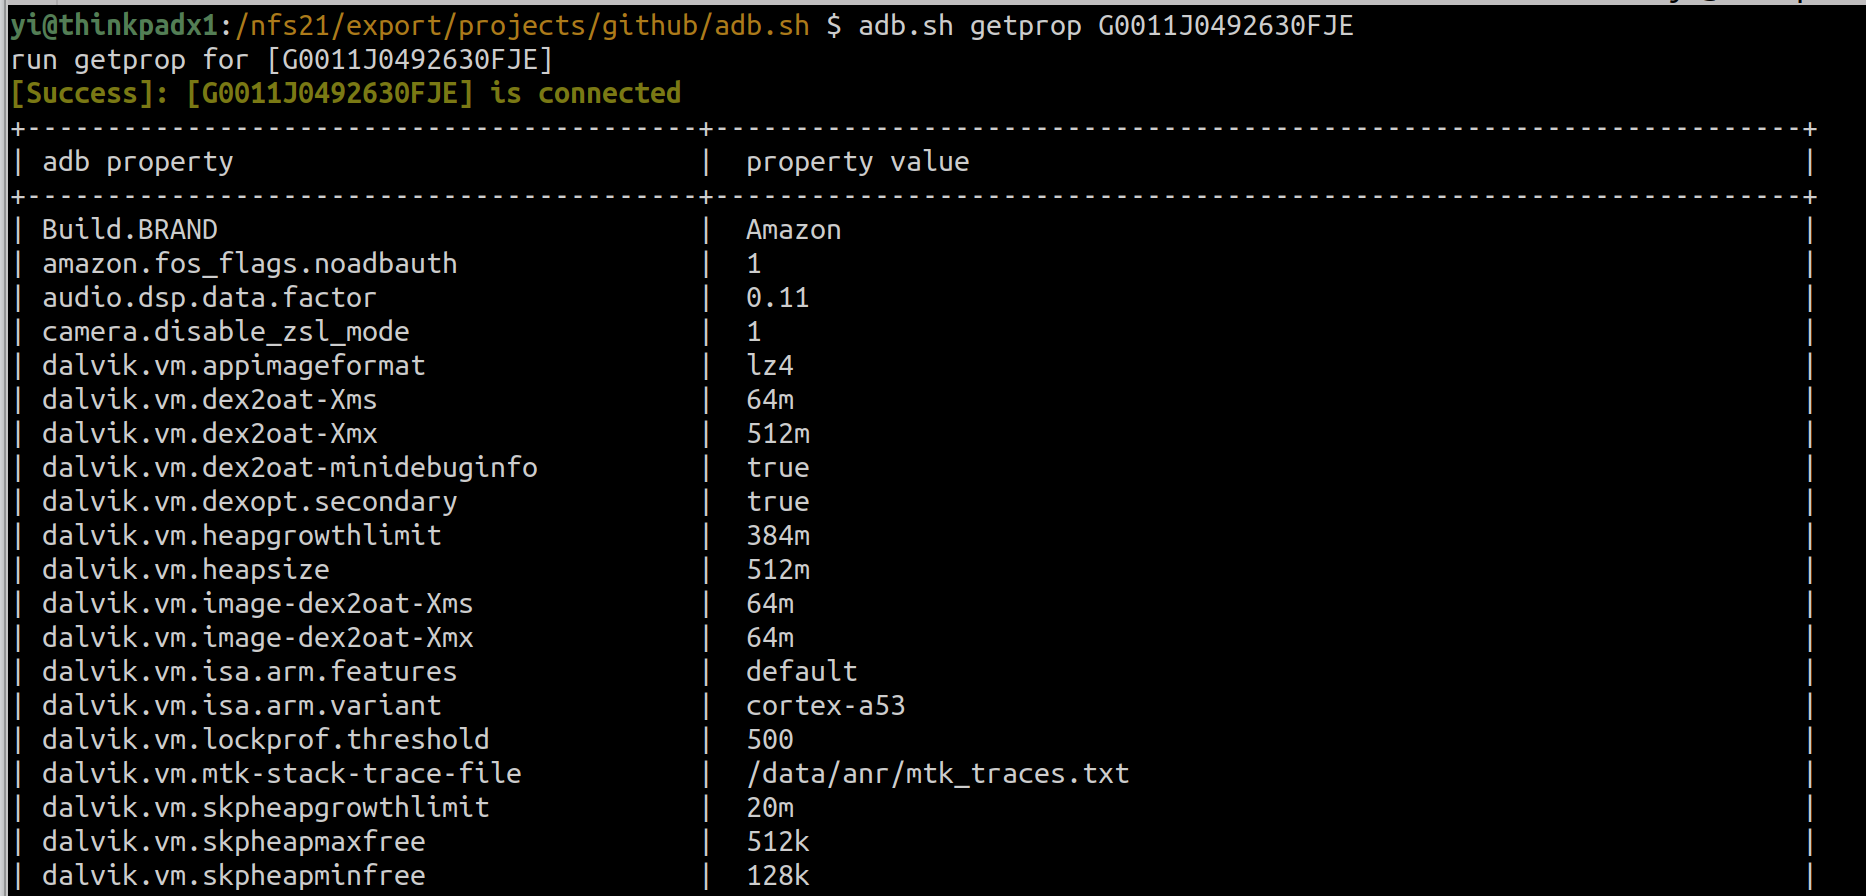 yi@thinkpadx1:/nfs21/export/projects/github/adb.sh $ adb.sh getprop G0011J0492630FJE
run getprop for [G0011J0492630FJE]
[Success]: [G0011J0492630FJE] is connected
+------------------------------------------+--------------------------------------------------------------------+
| adb property                             |  property value                                                    |
+------------------------------------------+--------------------------------------------------------------------+
| Build.BRAND                              |  Amazon                                                            |
| amazon.fos_flags.noadbauth               |  1                                                                 |
| audio.dsp.data.factor                    |  0.11                                                              |
| camera.disable_zsl_mode                  |  1                                                                 |
| dalvik.vm.appimageformat                 |  lz4                                                               |
| dalvik.vm.dex2oat-Xms                    |  64m                                                               |
| dalvik.vm.dex2oat-Xmx                    |  512m                                                              |
| dalvik.vm.dex2oat-minidebuginfo          |  true                                                              |
| dalvik.vm.dexopt.secondary               |  true                                                              |
| dalvik.vm.heapgrowthlimit                |  384m                                                              |
| dalvik.vm.heapsize                       |  512m                                                              |
| dalvik.vm.image-dex2oat-Xms              |  64m                                                               |
| dalvik.vm.image-dex2oat-Xmx              |  64m                                                               |
| dalvik.vm.isa.arm.features               |  default                                                           |
| dalvik.vm.isa.arm.variant                |  cortex-a53                                                        |
| dalvik.vm.lockprof.threshold             |  500                                                               |
| dalvik.vm.mtk-stack-trace-file           |  /data/anr/mtk_traces.txt                                          |
| dalvik.vm.skpheapgrowthlimit             |  20m                                                               |
| dalvik.vm.skpheapmaxfree                 |  512k                                                              |
| dalvik.vm.skpheapminfree                 |  128k                                                              |